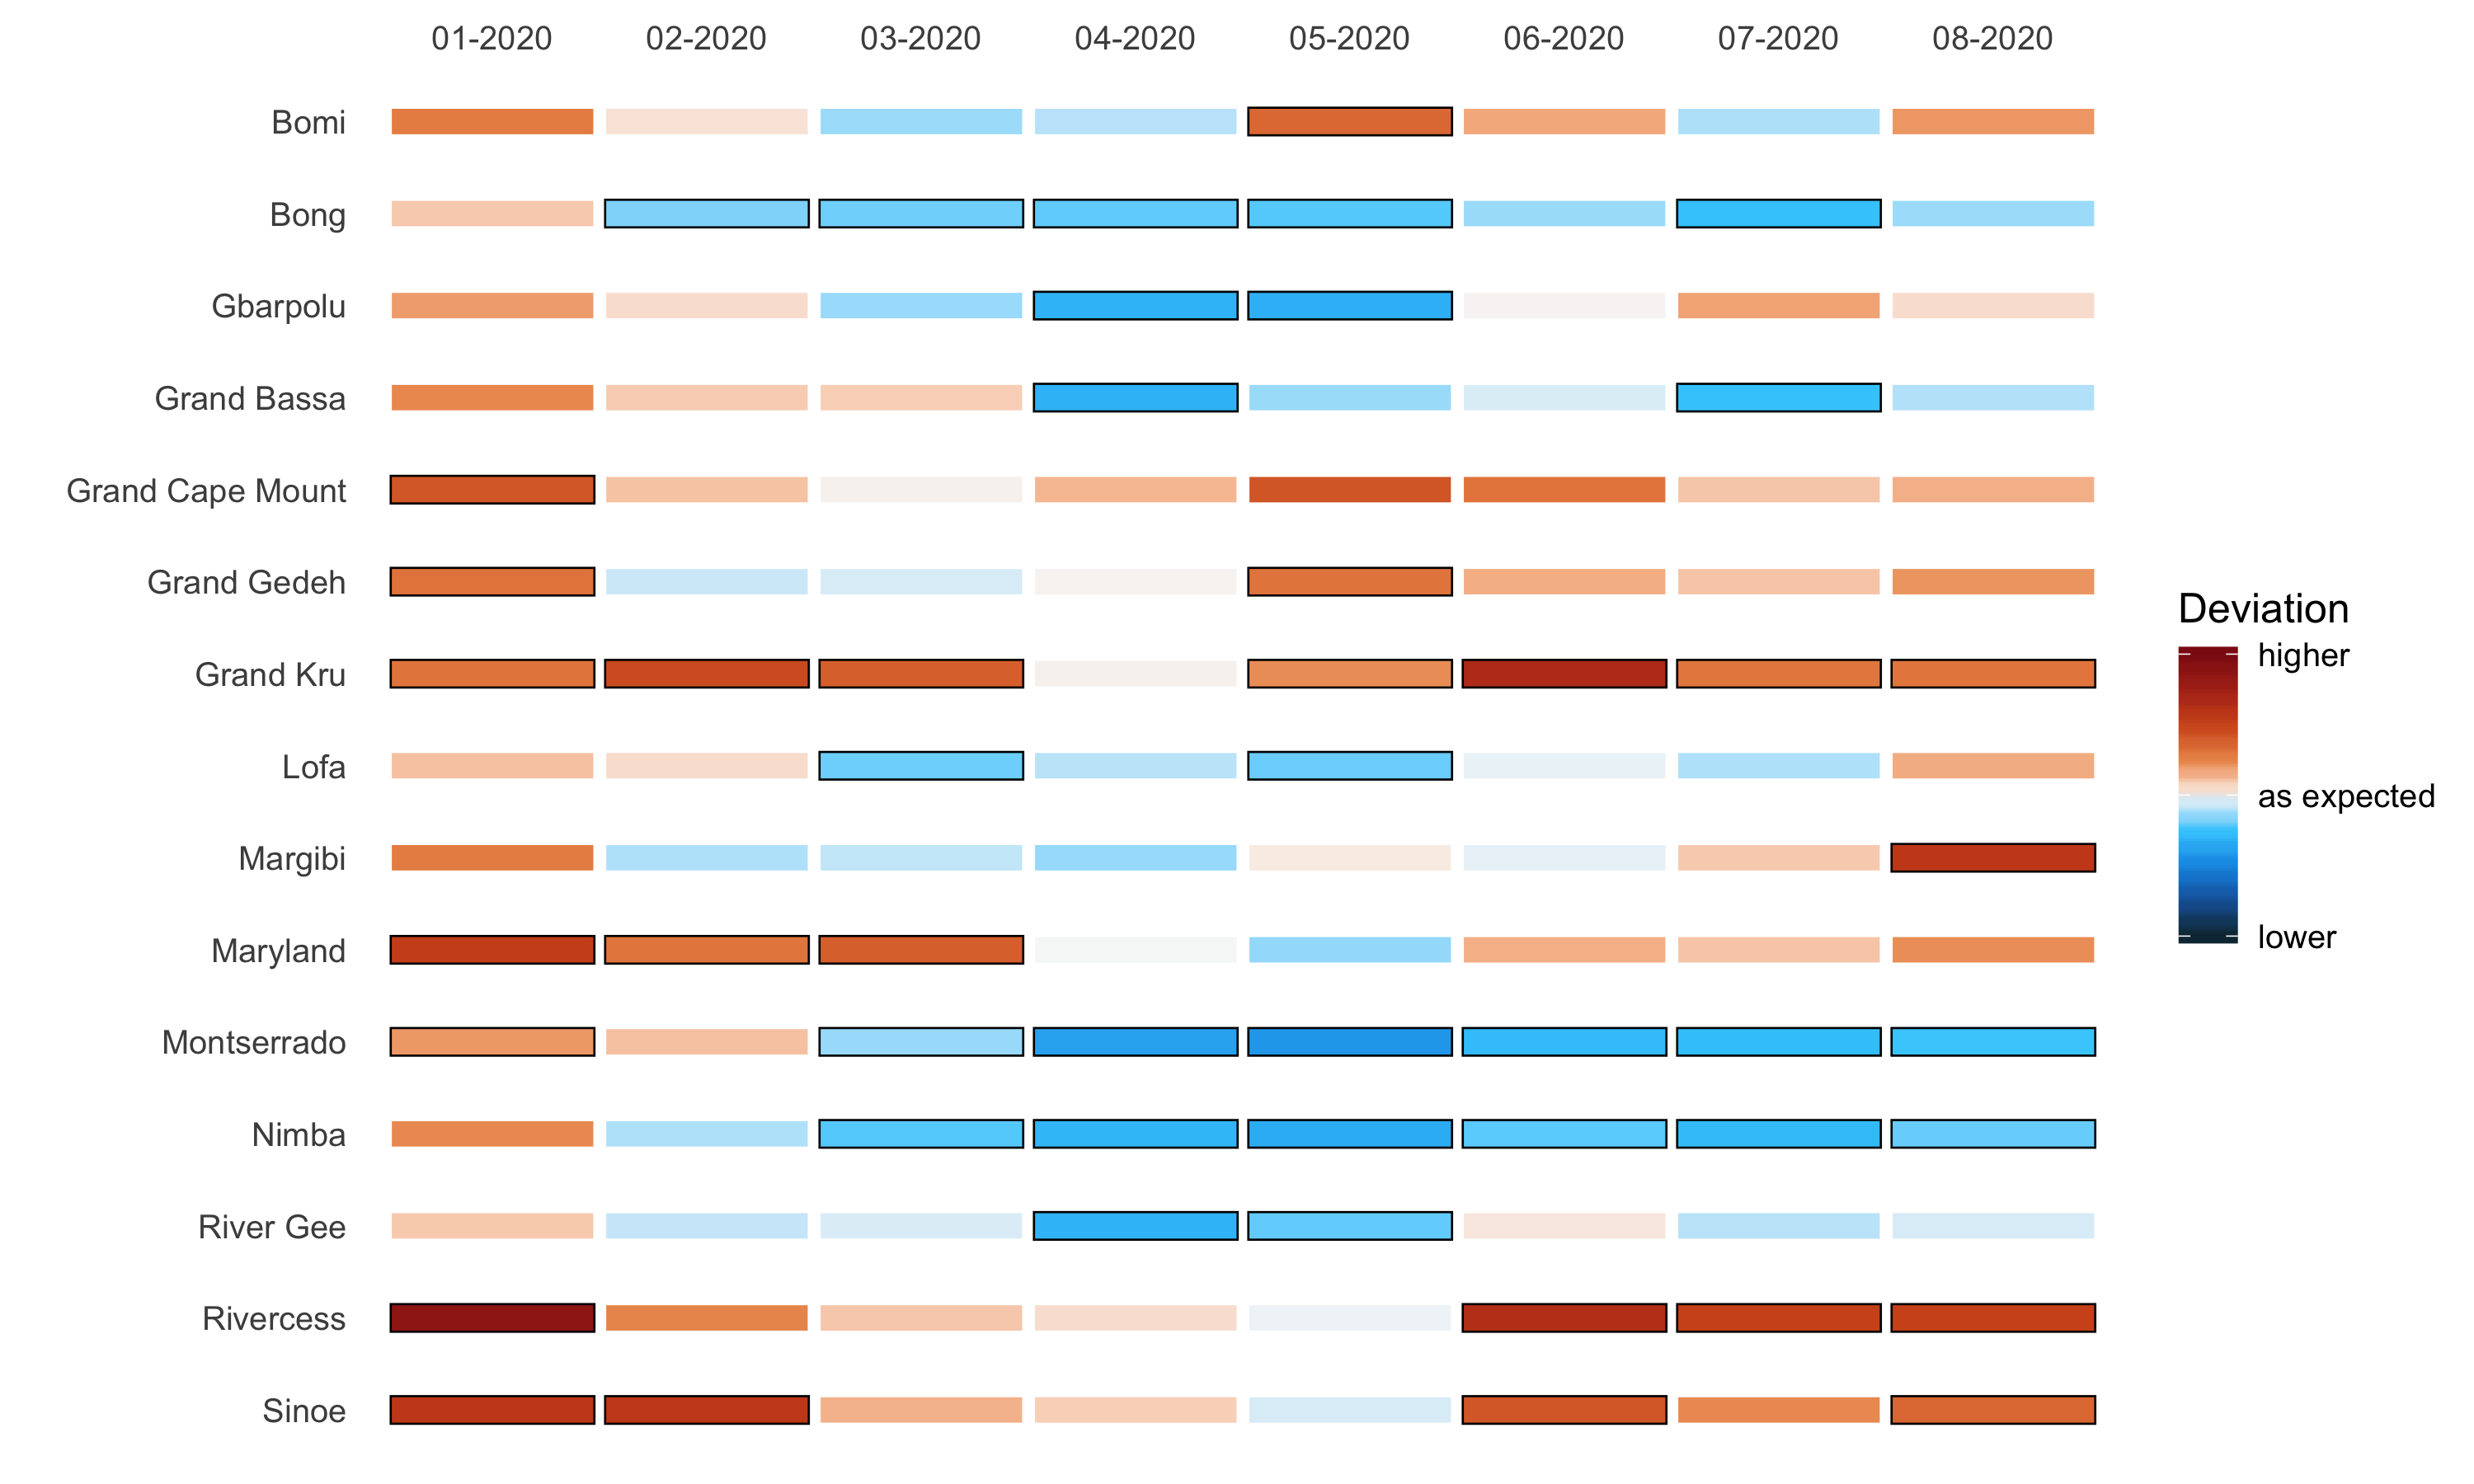 01-2020 02-2020 03-2020 04-2020 05-2020 06-2020 07-2020 08-2020
Bomi
Bong
Gbarpolu
Grand Bassa
Grand Cape Mount
Grand Gedeh
Grand Kru
Lofa
Margibi
Maryland
Montserrado
Nimba
River Gee
Rivercess
Sinoe
Deviation
higher
as expected
lower